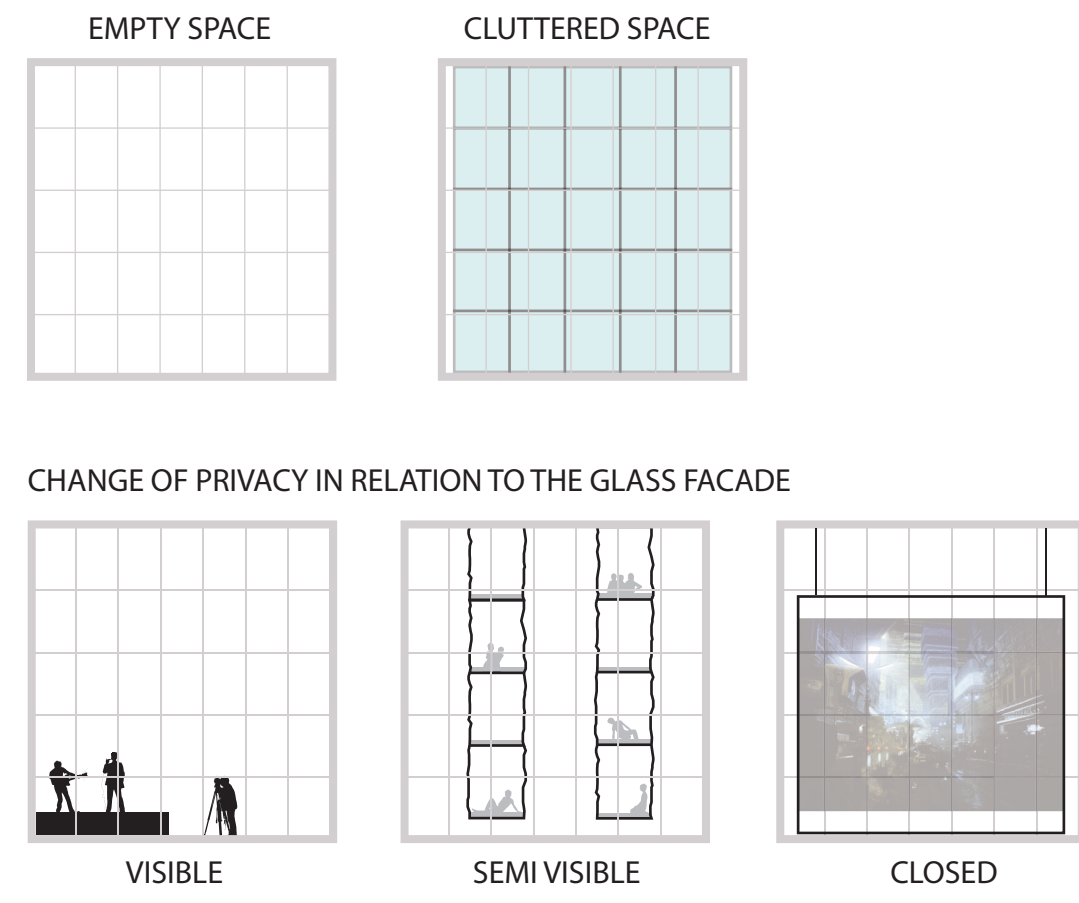 EMPTY SPACE
CLUTTERED SPACE
CHANGE OF PRIVACY IN RELATION TO THE GLASS FACADE
VISIBLE
SEMI VISIBLE
CLOSED